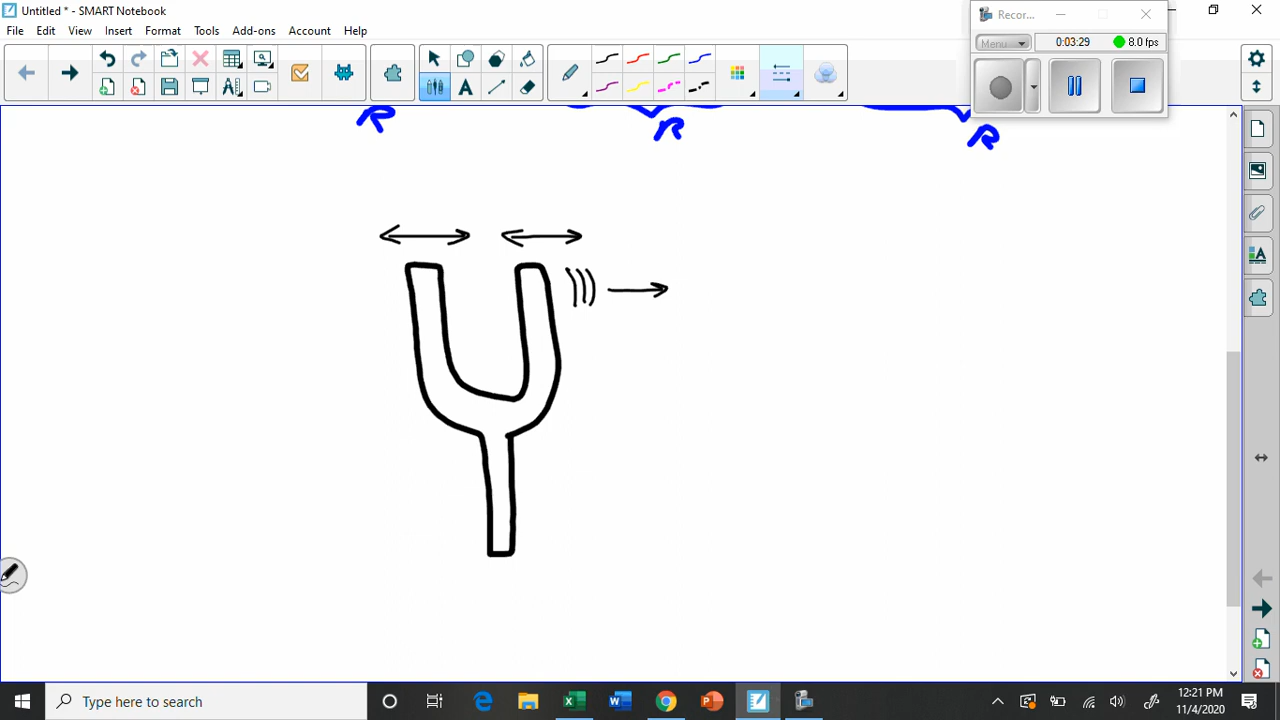 Untitled * - SMART Notebook
Recor...
File Edit View Insert Format Tools Add-ons Account Help
Menu
0:03:29
8.0 fps
A
R
R
R
Type here to search
12:21 PM
11/4/2020